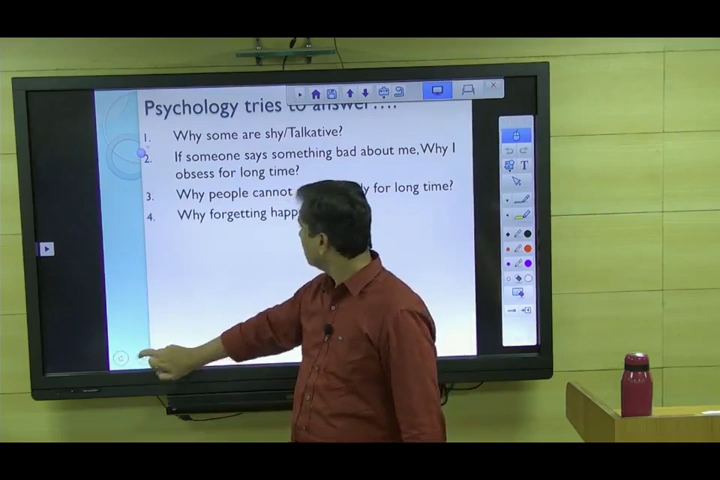 Psychology tries to answer….
1. Why some are shy/Talkative?
2. If someone says something bad about me, Why I
obsess for long time?
3. Why people cannot for long time?
4. Why forgetting
T